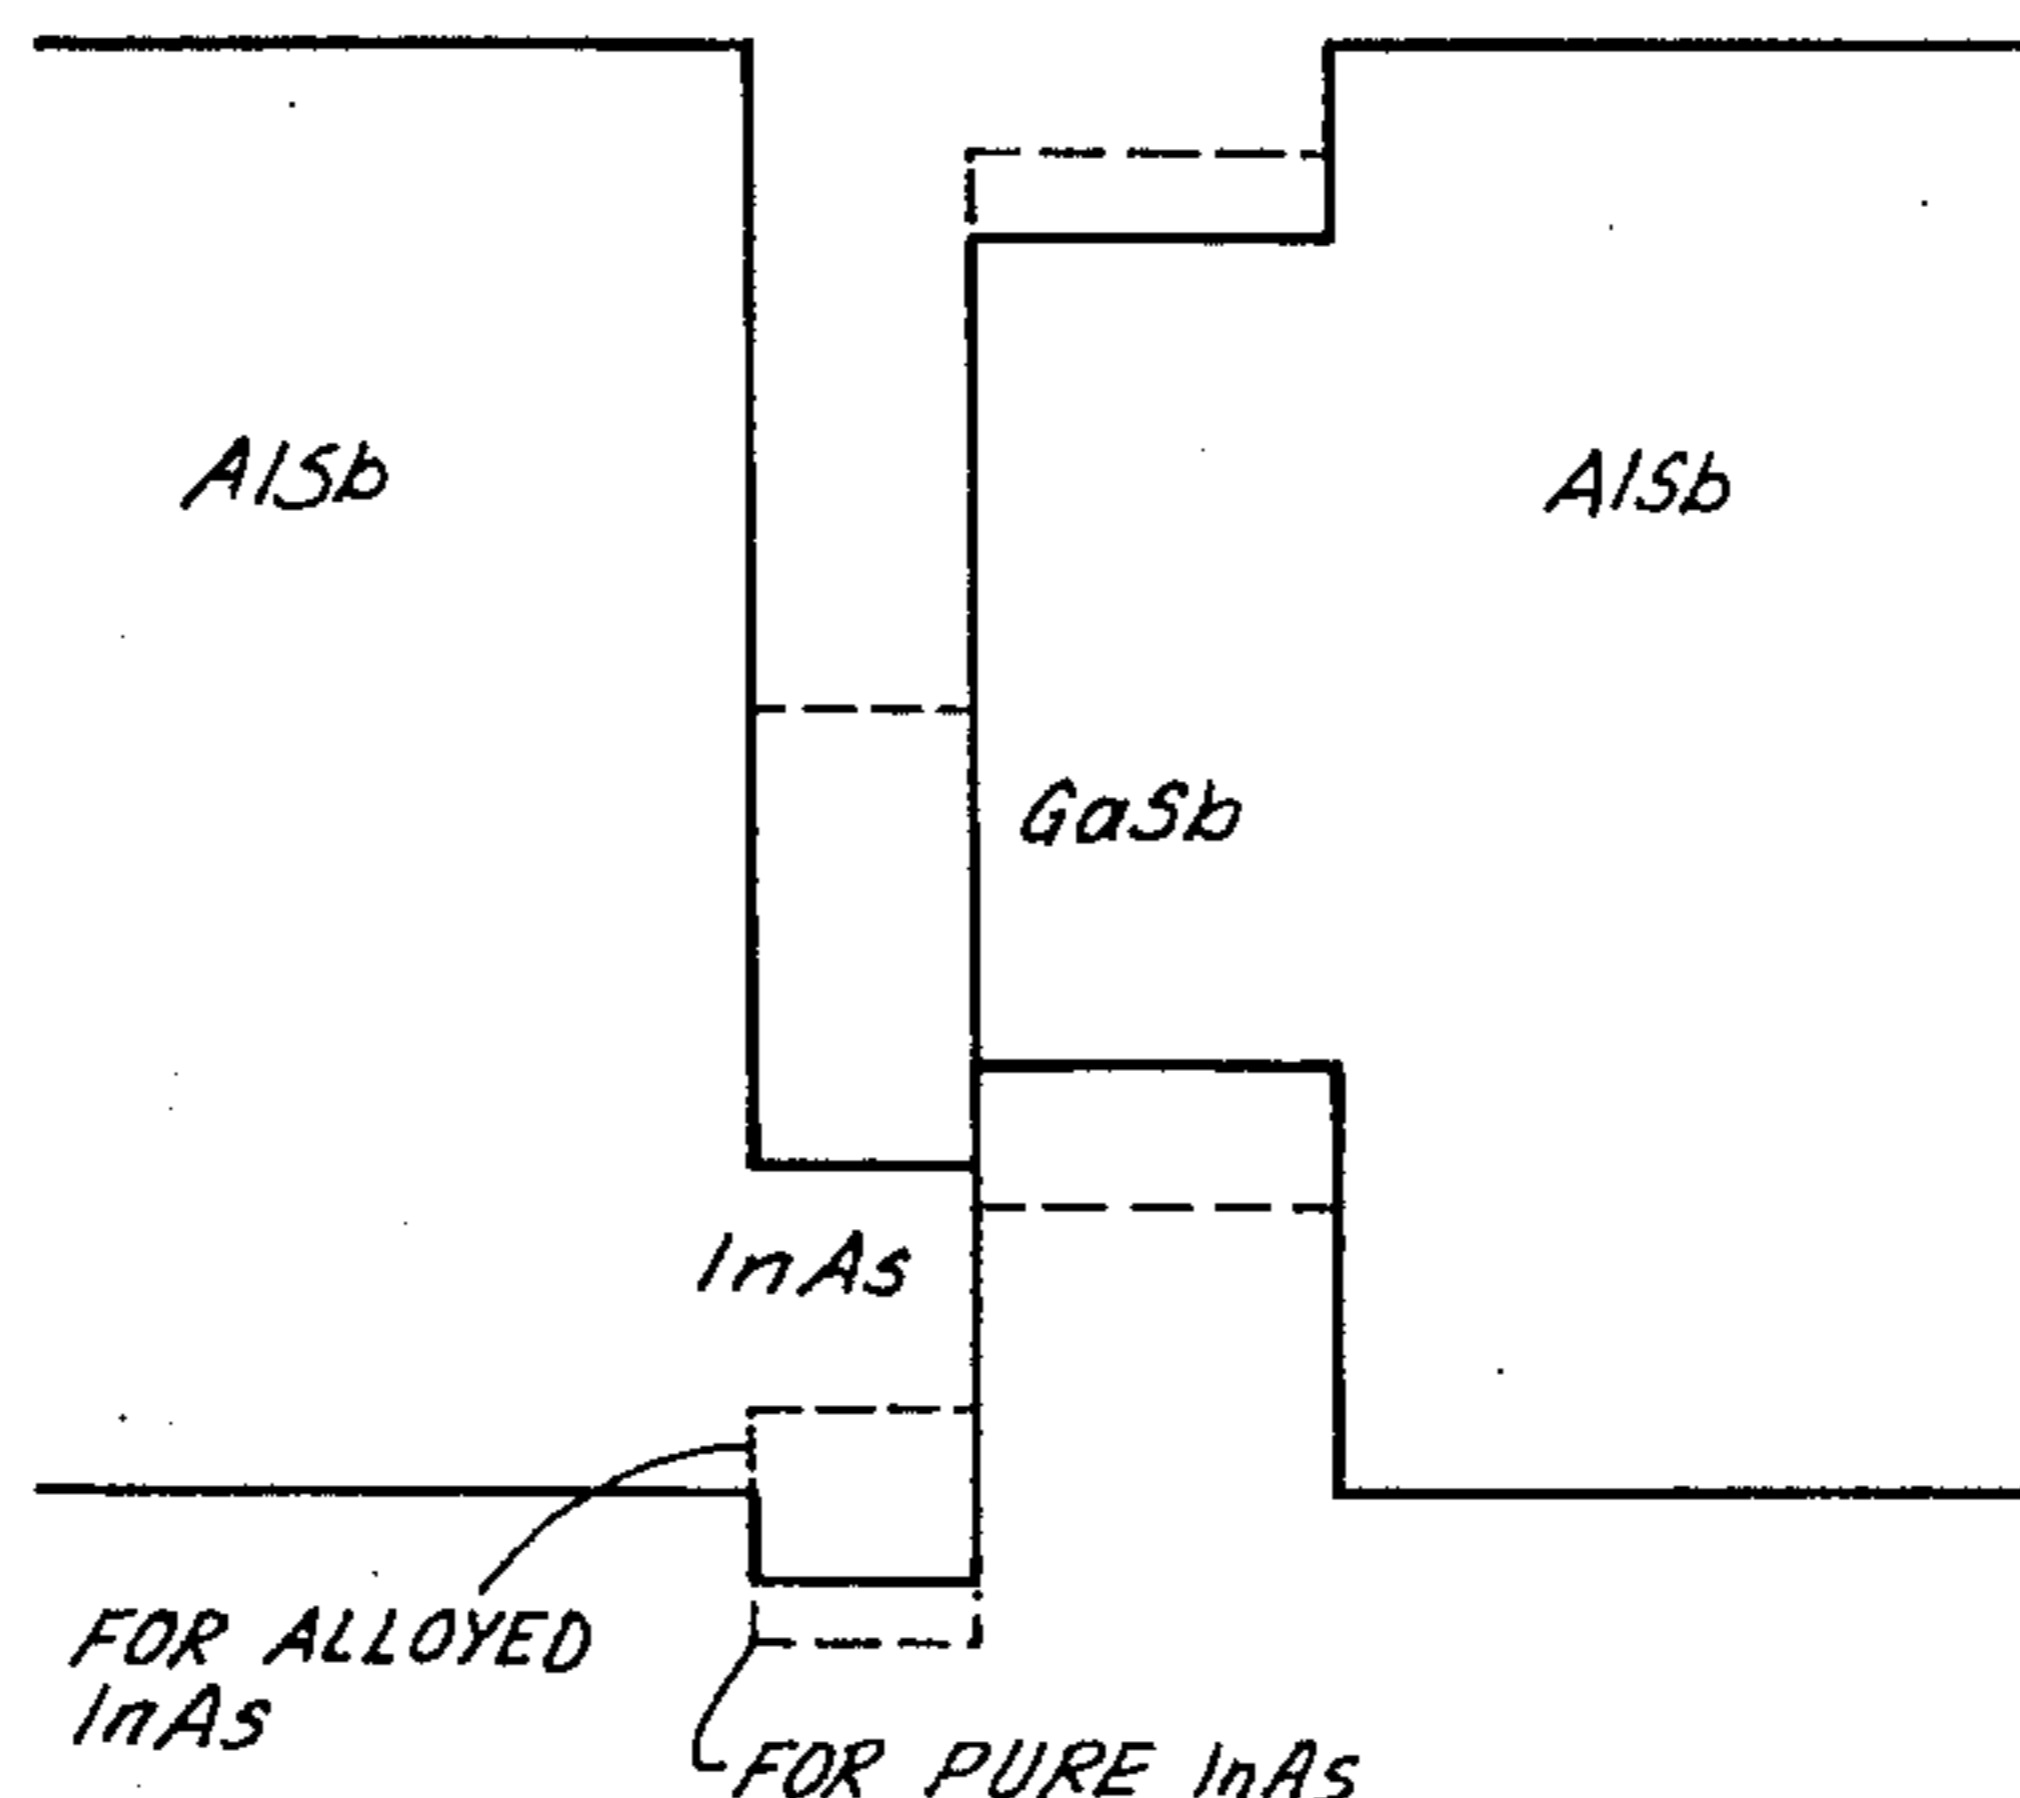 AlSb
AlSb
GaSb
InAs
FOR ALLOYED
InAs
FOR PURE InAs